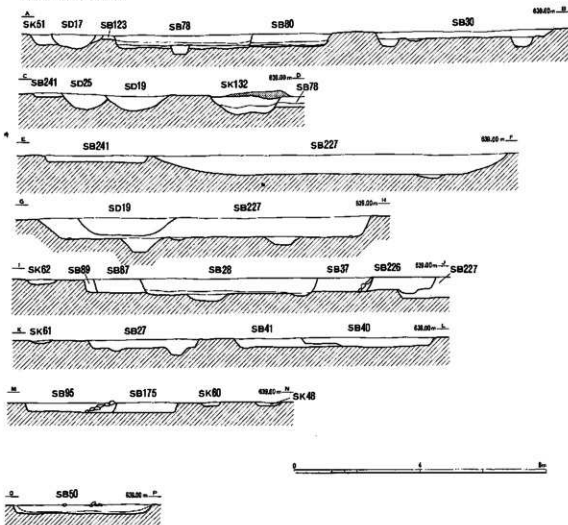 A B
SK51 SD17 SB123 SB78 SB80 SB30
C D
SB241 SD25 SD19 SK132 SB78
E F
SB241 SB227
G H
SD19 SB227
I J
SK62 SB89 SB87 SB28 SB37 SB226 SB227
K L
SK61 SB27 SB41 SB40
M N
SB95 SB175 SK60 SK48
0 4 8m
O P
SB50